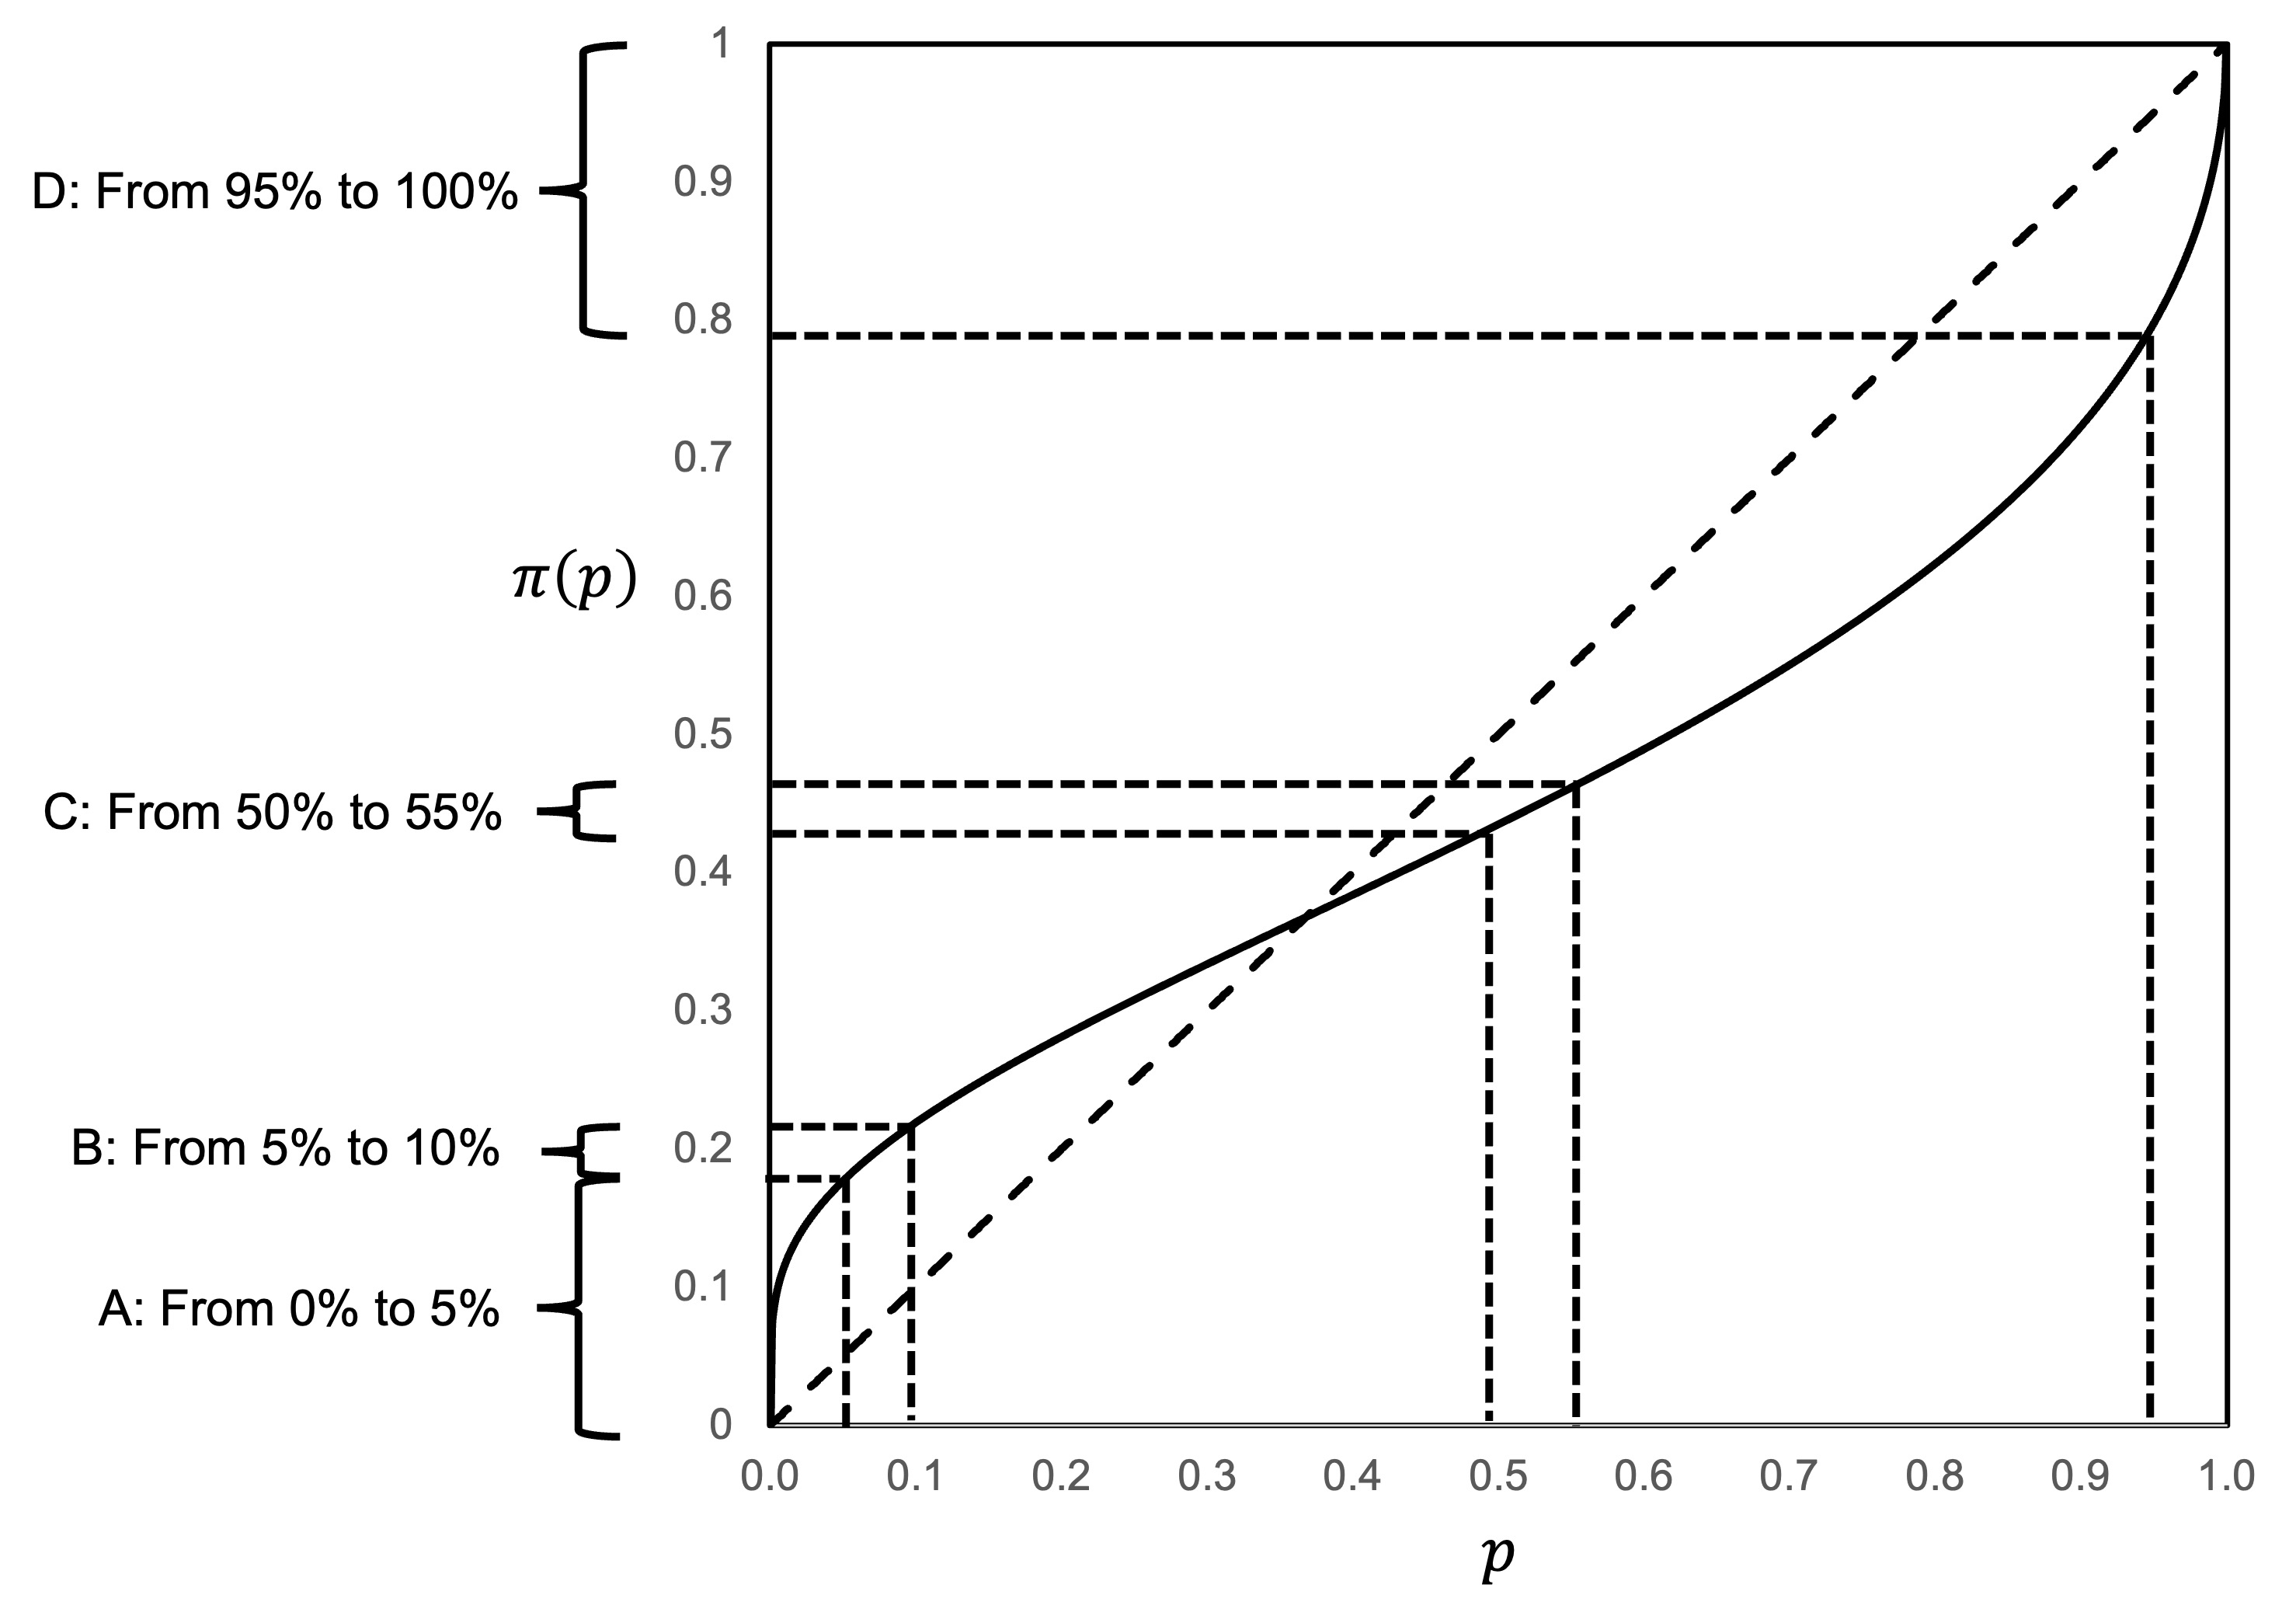 1
D: From 95% to 100%
0.9
0.8
0.7
π(p)
0.6
0.5
C: From 50% to 55%
0.4
0.3
B: From 5% to 10%
0.2
A: From 0% to 5%
0.1
0
0.0 0.1 0.2 0.3 0.4 0.5 0.6 0.7 0.8 0.9 1.0
p